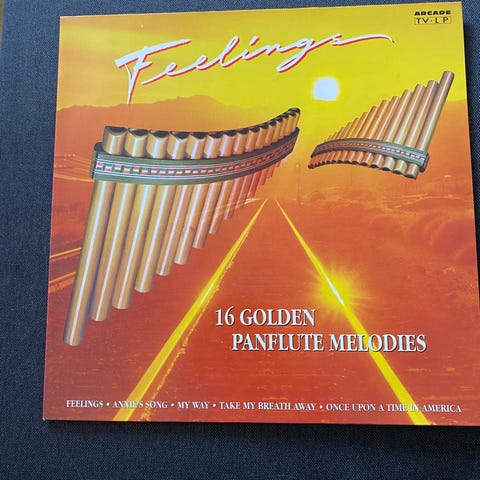 ARCADE
TV·LP
Feelings
16 GOLDEN
PANFLUTE MELODIES
FEELINGS • ANNIE'S SONG • MY WAY • TAKE MY BREATH AWAY • ONCE UPON A TIME IN AMERICA